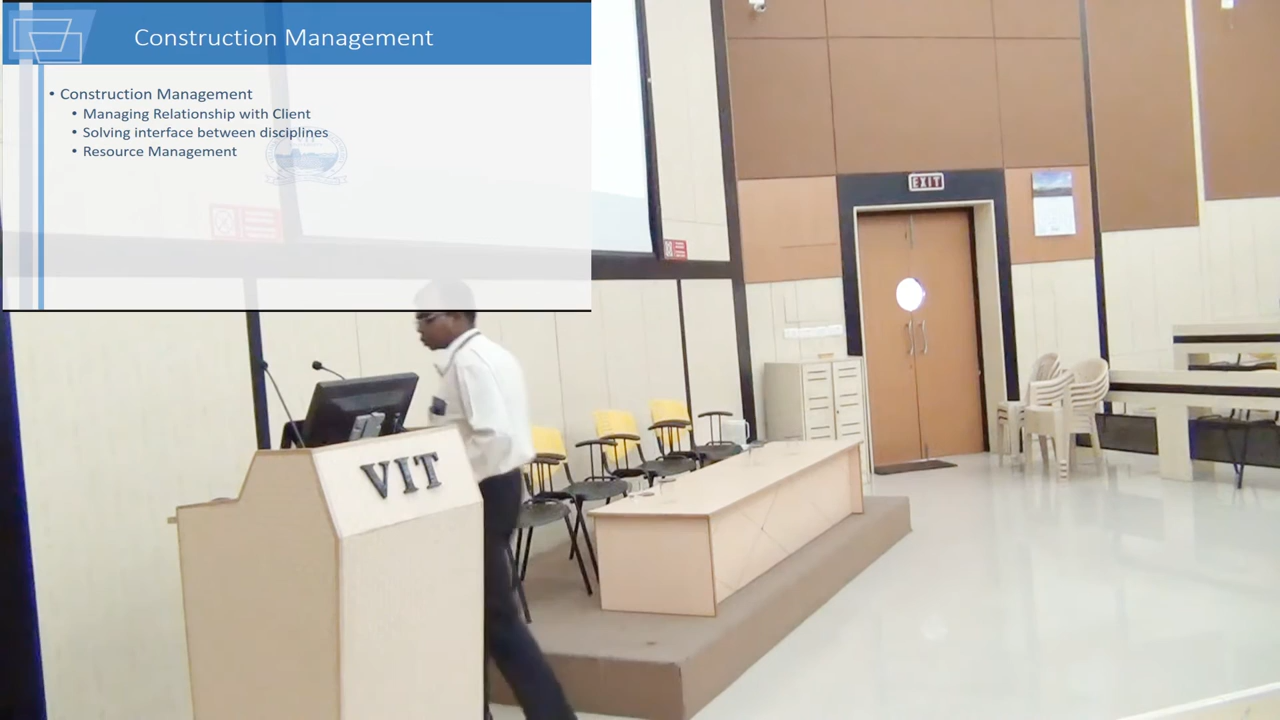 Construction Management
• Construction Management
• Managing Relationship with Client
• Solving interface between disciplines
• Resource Management
EXIT
VIT